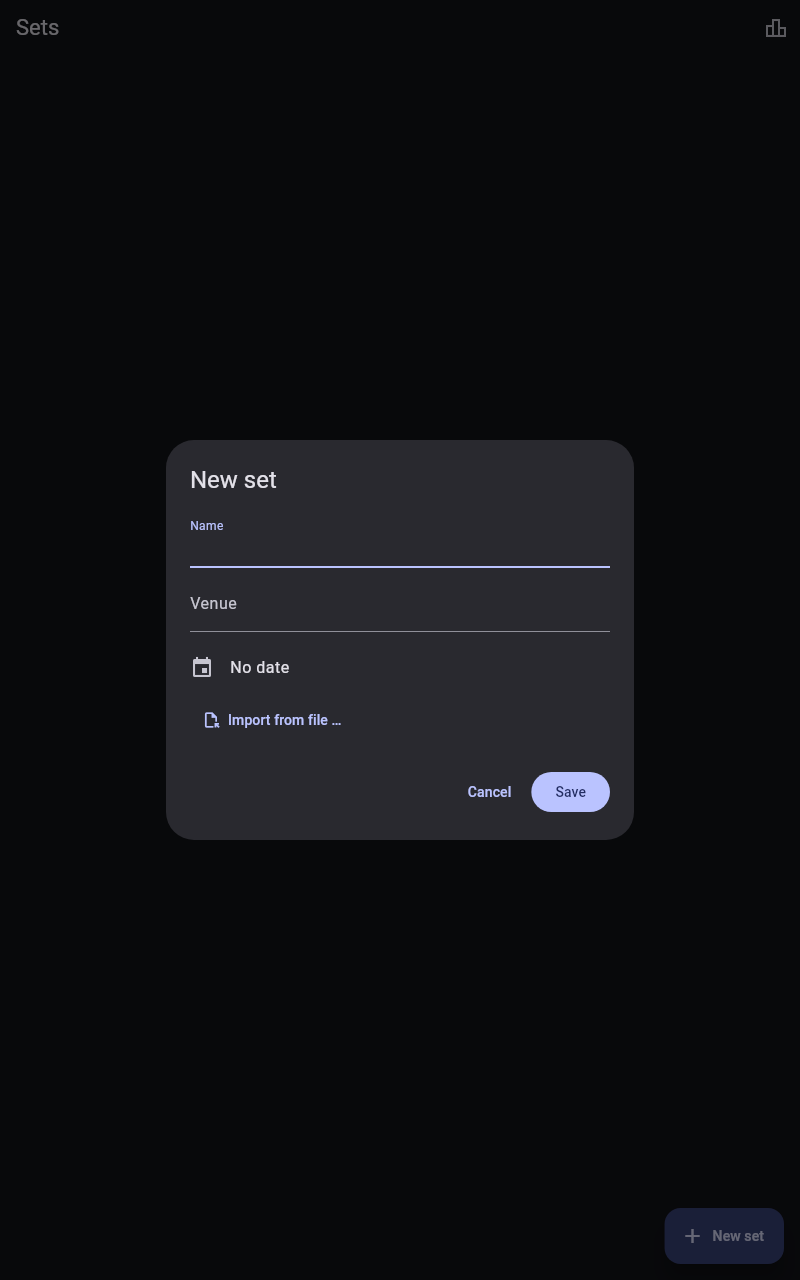 Sets
New set
Name
Venue
No date
Import from file …
Cancel
Save
New set